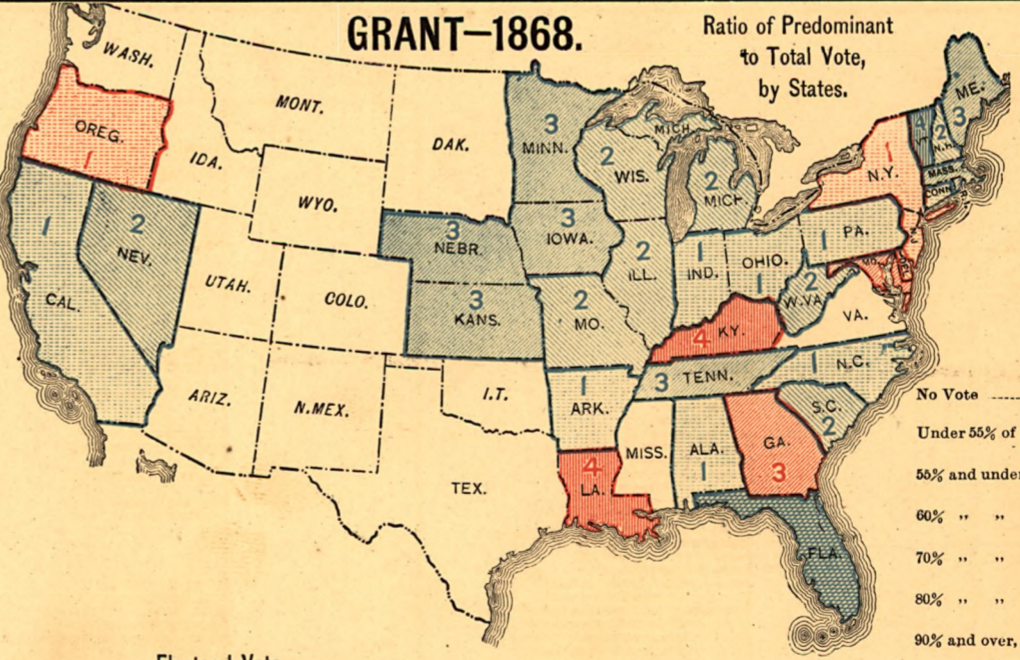 GRANT—1868.
Ratio of Predominant
to Total Vote,
by States.
WASH.
MONT.
DAK.
OREG.
1
IDA.
WYO.
3
MINN.
2
WIS.
MICH.
2
MICH.
ME.
3
4
VT.
2
N.H.
MASS.
CONN.
1
N.Y.
1
CAL.
2
NEV.
UTAH.
COLO.
3
NEBR.
3
KANS.
3
IOWA.
2
ILL.
1
IND.
OHIO.
1
1
PA.
2
W.VA.
VA.
2
MO.
4 KY.
ARIZ.
N.MEX.
I.T.
1
ARK.
3 TENN.
1 N.C.
S.C.
2
TEX.
4
LA.
MISS.
ALA.
1
GA.
3
FLA.
No Vote
Under 55% of
55% and under
60% „ „
70% „ „
80% „ „
90% and over,